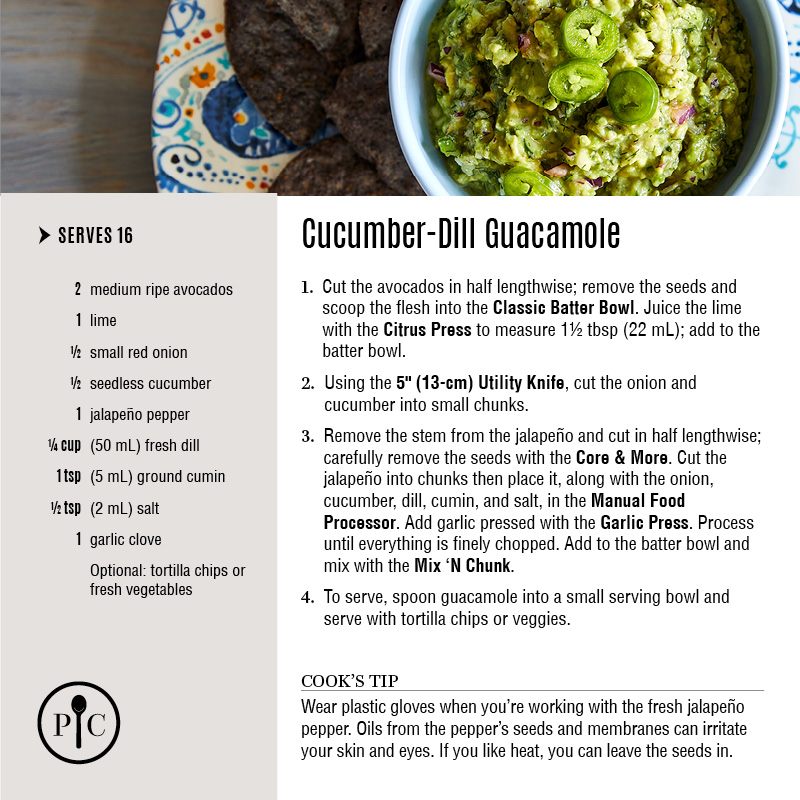 SERVES 16
2 medium ripe avocados
1 lime
½ small red onion
½ seedless cucumber
1 jalapeño pepper
¼ cup (50 mL) fresh dill
1 tsp (5 mL) ground cumin
½ tsp (2 mL) salt
1 garlic clove
Optional: tortilla chips or
fresh vegetables
P C
Cucumber-Dill Guacamole
1. Cut the avocados in half lengthwise; remove the seeds and
scoop the flesh into the Classic Batter Bowl. Juice the lime
with the Citrus Press to measure 1½ tbsp (22 mL); add to the
batter bowl.
2. Using the 5" (13-cm) Utility Knife, cut the onion and
cucumber into small chunks.
3. Remove the stem from the jalapeño and cut in half lengthwise;
carefully remove the seeds with the Core & More. Cut the
jalapeño into chunks then place it, along with the onion,
cucumber, dill, cumin, and salt, in the Manual Food
Processor. Add garlic pressed with the Garlic Press. Process
until everything is finely chopped. Add to the batter bowl and
mix with the Mix ‘N Chunk.
4. To serve, spoon guacamole into a small serving bowl and
serve with tortilla chips or veggies.
COOK’S TIP
Wear plastic gloves when you’re working with the fresh jalapeño
pepper. Oils from the pepper’s seeds and membranes can irritate
your skin and eyes. If you like heat, you can leave the seeds in.